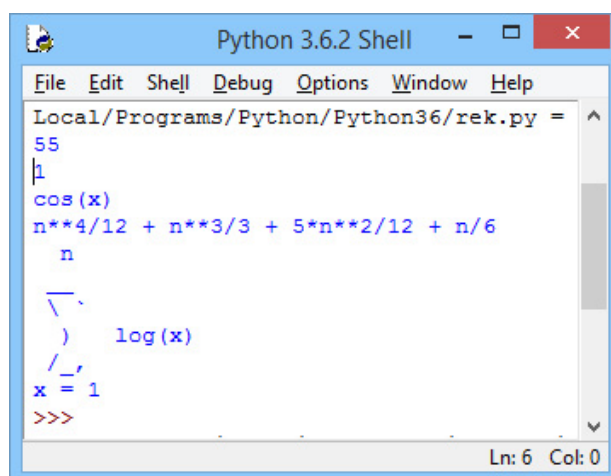 Python 3.6.2 Shell
File Edit Shell Debug Options Window Help
Local/Programs/Python/Python36/rek.py =
55
1
cos(x)
n**4/12 + n**3/3 + 5*n**2/12 + n/6
  n
 __
 \ `
  )   log(x)
 /_,
x = 1
>>>
Ln: 6 Col: 0